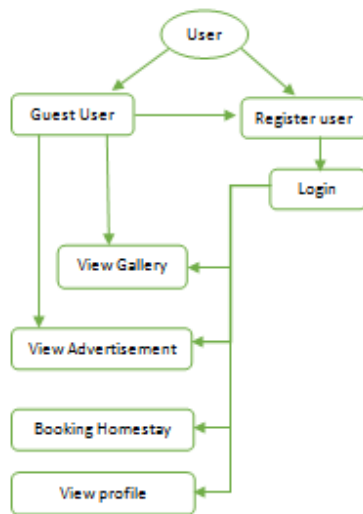 User
Guest User
Register user
Login
View Gallery
View Advertisement
Booking Homestay
View profile